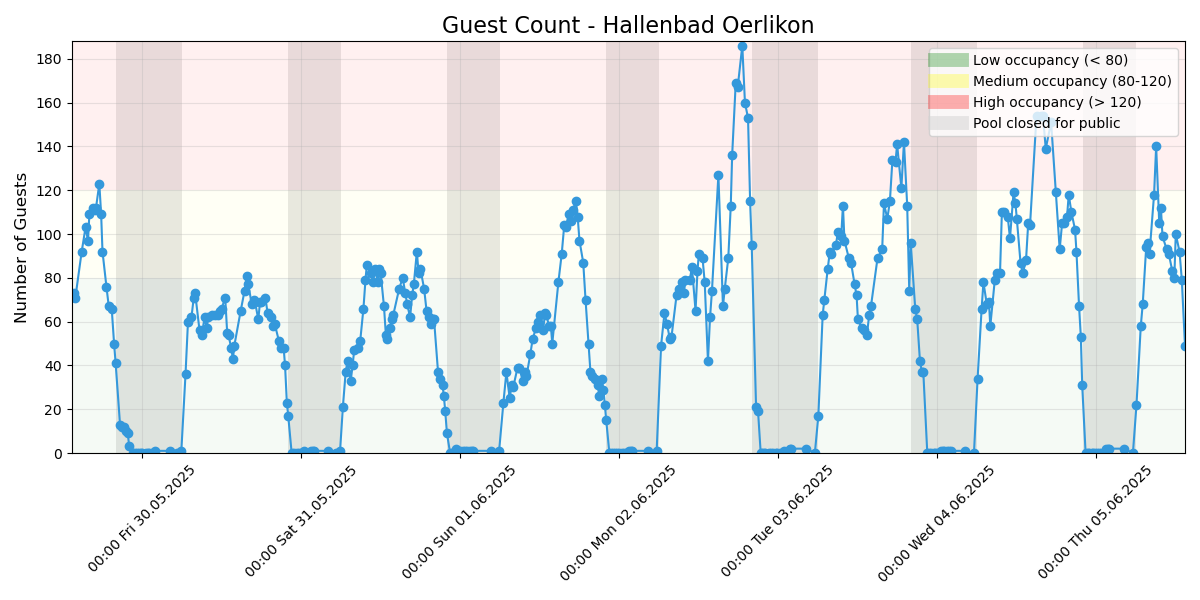 Guest Count - Hallenbad Oerlikon
Number of Guests
180
160
140
120
100
80
60
40
20
0
Low occupancy (< 80)
Medium occupancy (80-120)
High occupancy (> 120)
Pool closed for public
00:00 Fri 30.05.2025
00:00 Sat 31.05.2025
00:00 Sun 01.06.2025
00:00 Mon 02.06.2025
00:00 Tue 03.06.2025
00:00 Wed 04.06.2025
00:00 Thu 05.06.2025